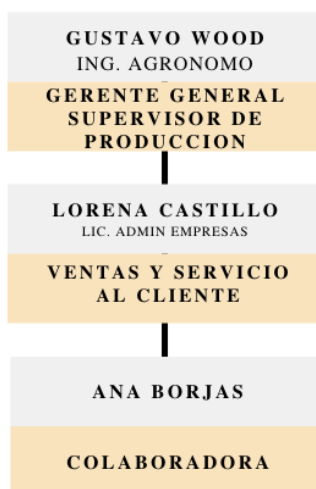 GUSTAVO WOOD
ING. AGRONOMO
GERENTE GENERAL
SUPERVISOR DE
PRODUCCION
LORENA CASTILLO
LIC. ADMIN EMPRESAS
VENTAS Y SERVICIO
AL CLIENTE
ANA BORJAS
COLABORADORA